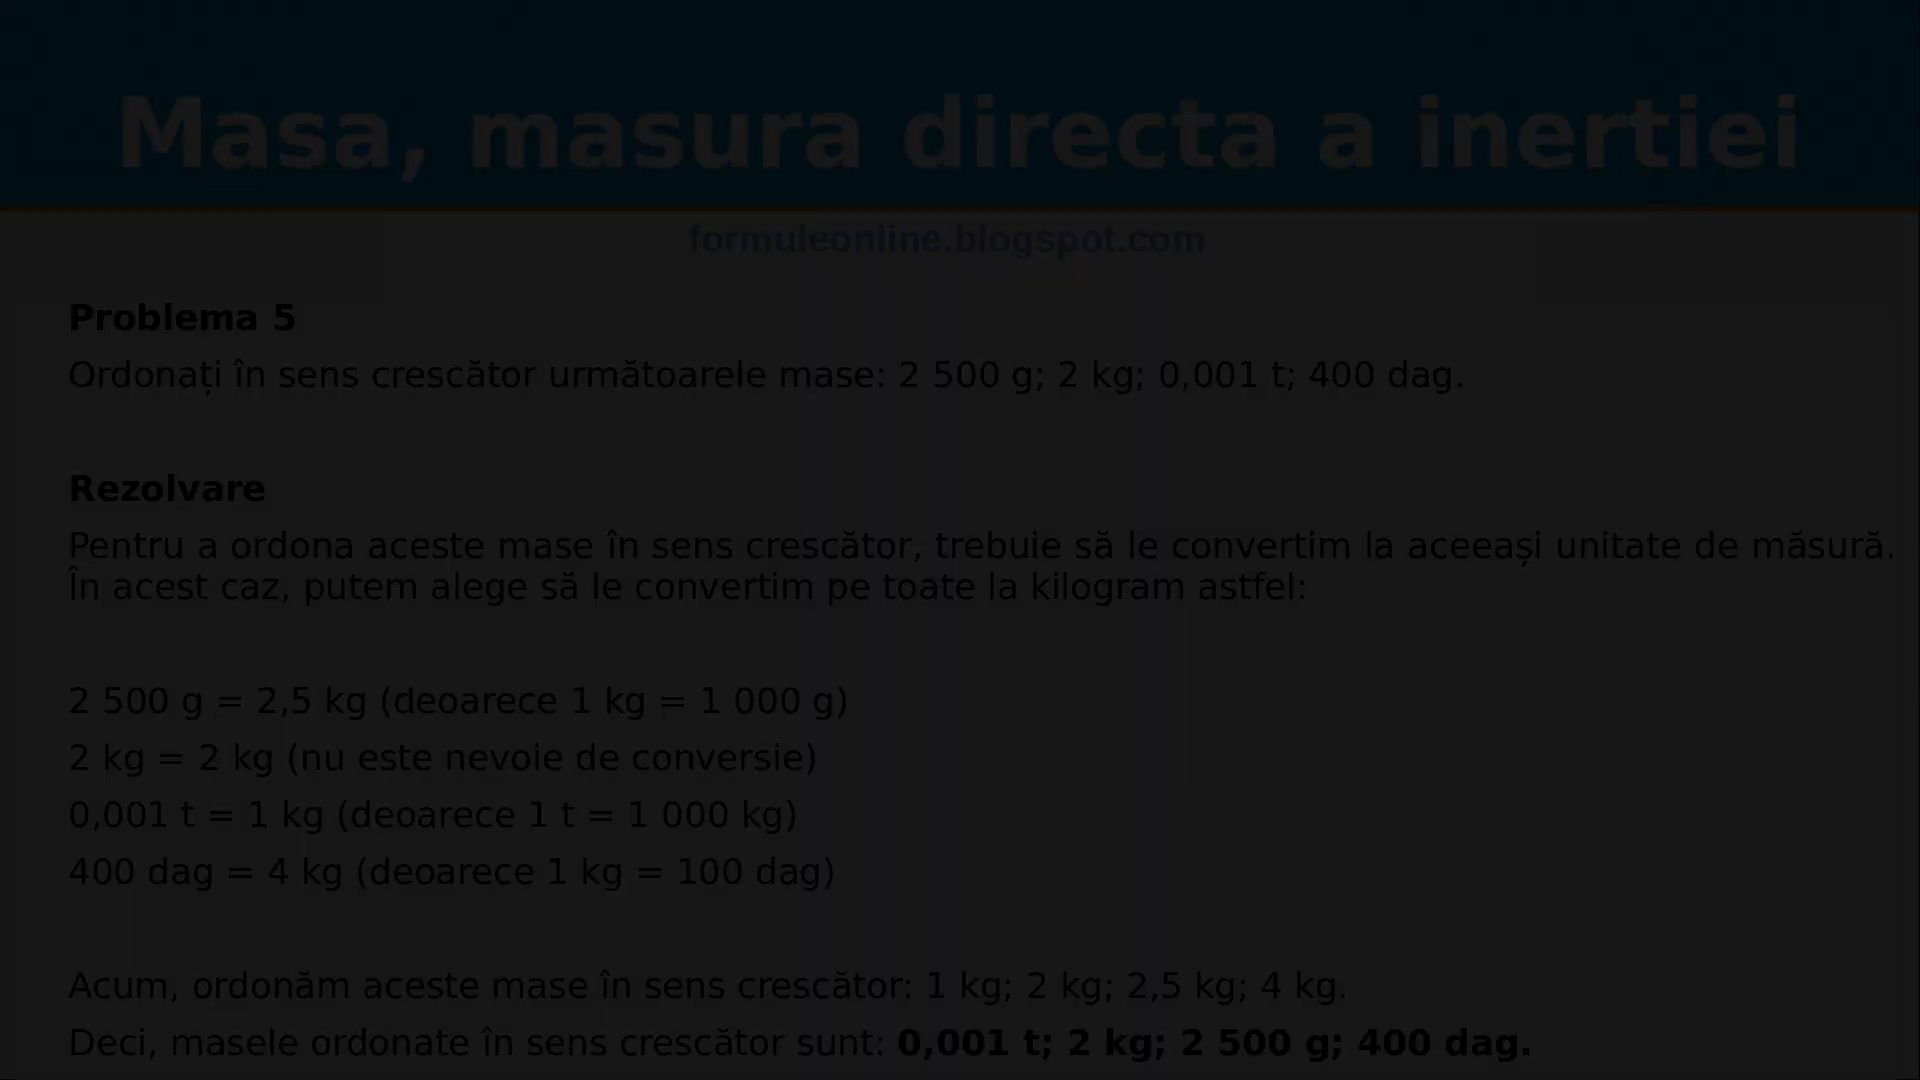 Masa, masura directa a inertiei
formuleonline.blogspot.com
Problema 5
Ordonați în sens crescător următoarele mase: 2 500 g; 2 kg; 0,001 t; 400 dag.
Rezolvare
Pentru a ordona aceste mase în sens crescător, trebuie să le convertim la aceeași unitate de măsură.
În acest caz, putem alege să le convertim pe toate la kilogram astfel:
2 500 g = 2,5 kg (deoarece 1 kg = 1 000 g)
2 kg = 2 kg (nu este nevoie de conversie)
0,001 t = 1 kg (deoarece 1 t = 1 000 kg)
400 dag = 4 kg (deoarece 1 kg = 100 dag)
Acum, ordonăm aceste mase în sens crescător: 1 kg; 2 kg; 2,5 kg; 4 kg.
Deci, masele ordonate în sens crescător sunt: 0,001 t; 2 kg; 2 500 g; 400 dag.